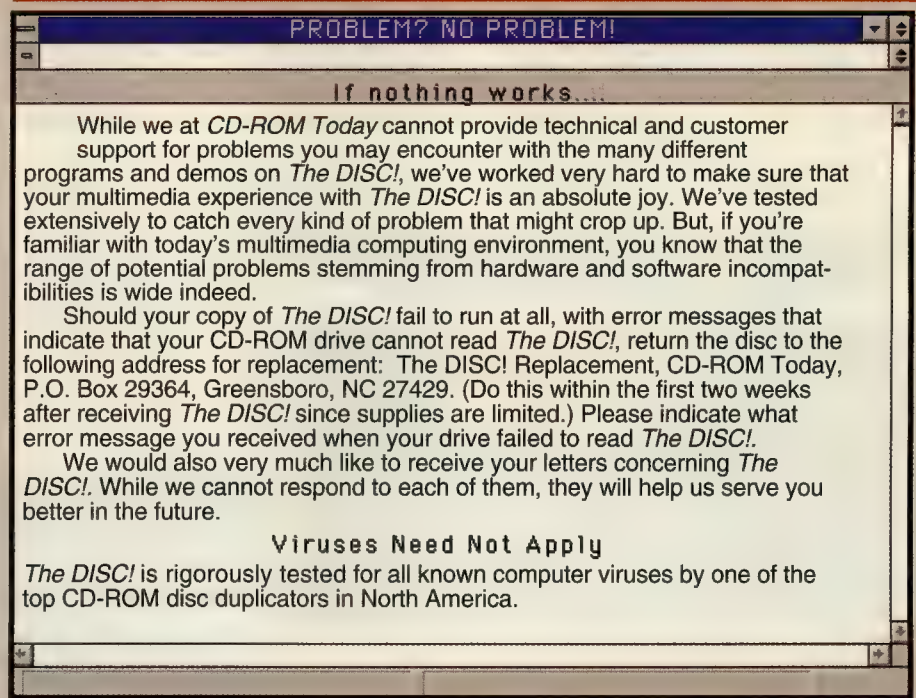 PROBLEM? NO PROBLEM!
If nothing works....
While we at CD-ROM Today cannot provide technical and customer
support for problems you may encounter with the many different
programs and demos on The DISC!, we've worked very hard to make sure that
your multimedia experience with The DISC! is an absolute joy. We've tested
extensively to catch every kind of problem that might crop up. But, if you're
familiar with today's multimedia computing environment, you know that the
range of potential problems stemming from hardware and software incompat-
ibilities is wide indeed.
Should your copy of The DISC! fail to run at all, with error messages that
indicate that your CD-ROM drive cannot read The DISC!, return the disc to the
following address for replacement: The DISC! Replacement, CD-ROM Today,
P.O. Box 29364, Greensboro, NC 27429. (Do this within the first two weeks
after receiving The DISC! since supplies are limited.) Please indicate what
error message you received when your drive failed to read The DISC!.
We would also very much like to receive your letters concerning The
DISC!. While we cannot respond to each of them, they will help us serve you
better in the future.
Viruses Need Not Apply
The DISC! is rigorously tested for all known computer viruses by one of the
top CD-ROM disc duplicators in North America.